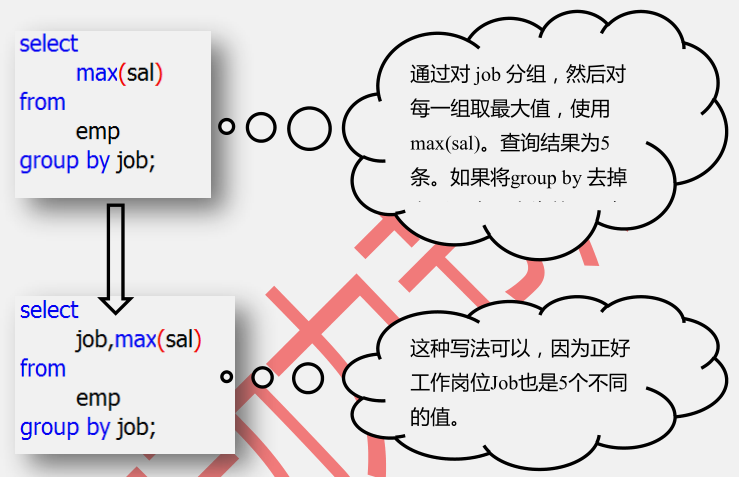 select
max(sal)
from
emp
group by job;
通过对 job 分组，然后对
每一组取最大值，使用
max(sal)。查询结果为5
条。如果将group by 去掉
select
job,max(sal)
from
emp
group by job;
这种写法可以，因为正好
工作岗位Job也是5个不同
的值。